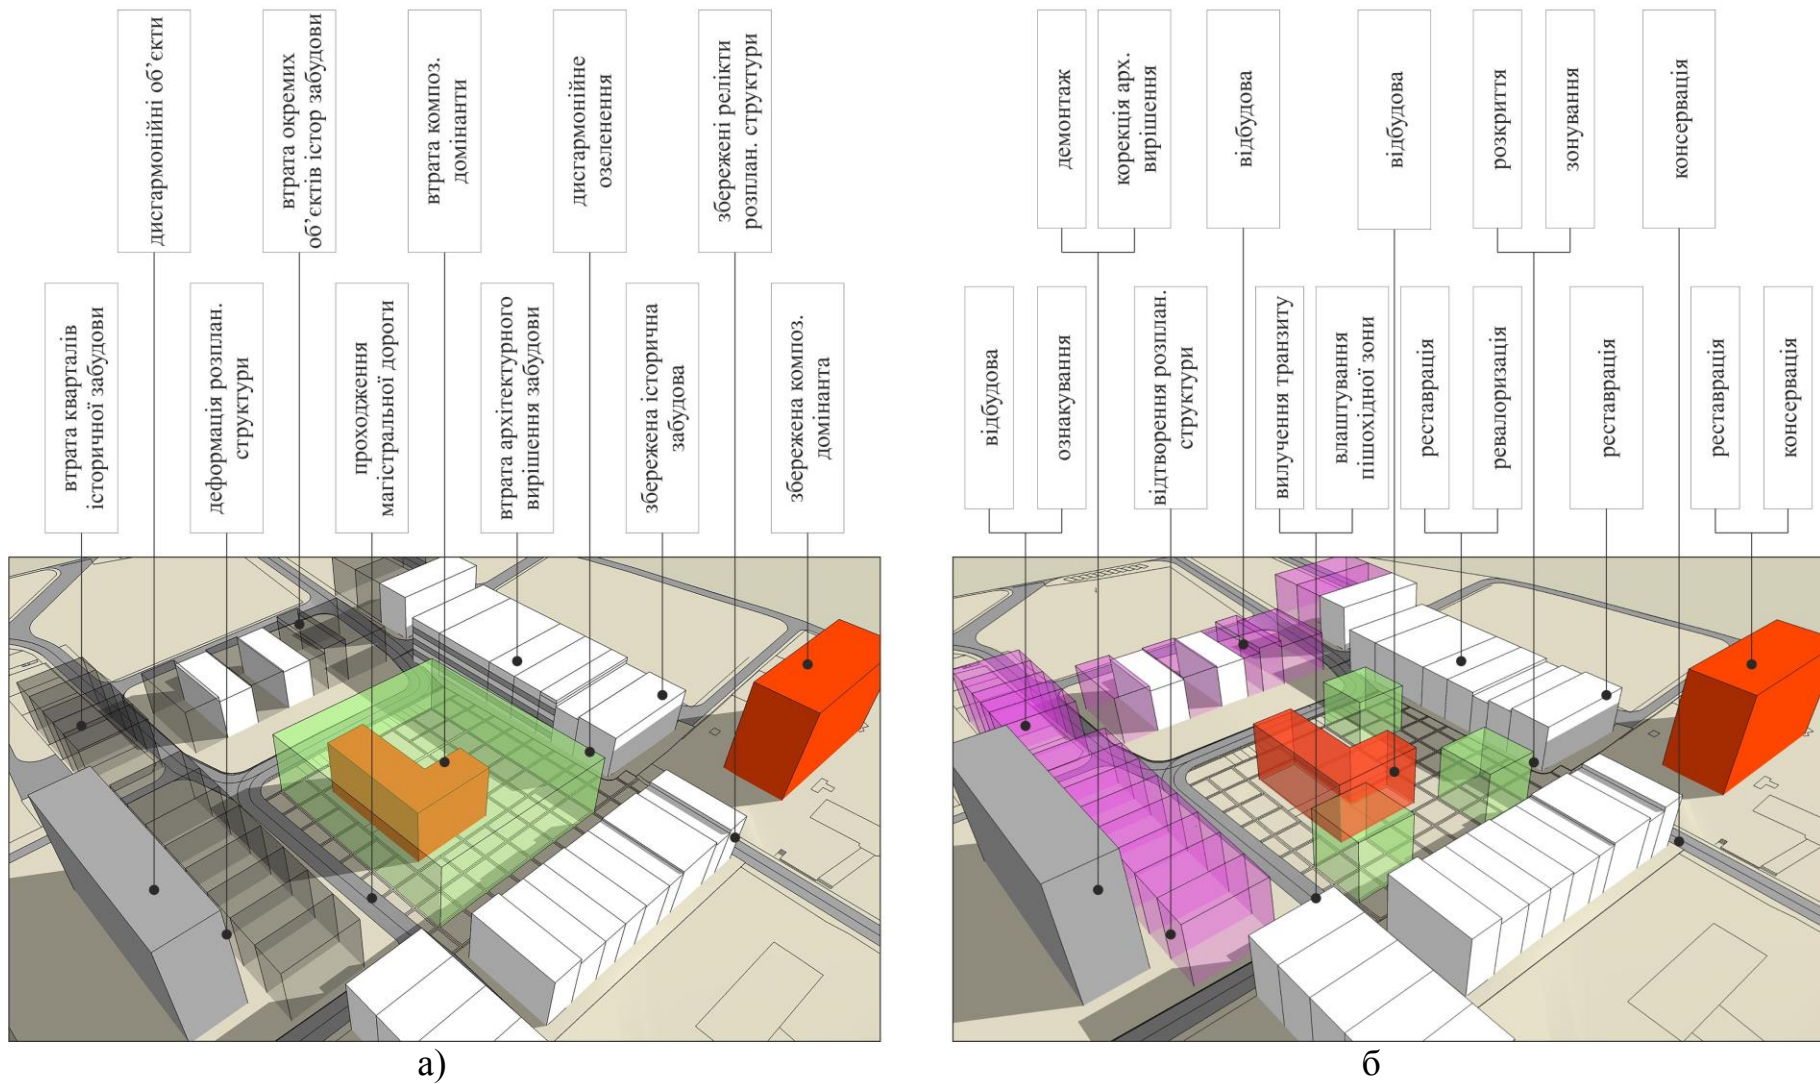 дисгармонійні об’єкти
втрата окремих
об’єктів істор забудови
втрата композ.
домінанти
дисгармонійне
озеленення
збережені релікти
розплан. структури
втрата кварталів
історичної забудови
деформація розплан.
структури
проходження
магістральної дороги
втрата архітектурного
вирішення забудови
збережена історична
забудова
збережена композ.
домінанта
а)
демонтаж
корекція арх.
вирішення
відбудова
відбудова
розкриття
зонування
консервація
відбудова
ознакування
відтворення розплан.
структури
вилучення транзиту
влаштування
пішохідної зони
реставрація
ревалоризація
реставрація
реставрація
консервація
б